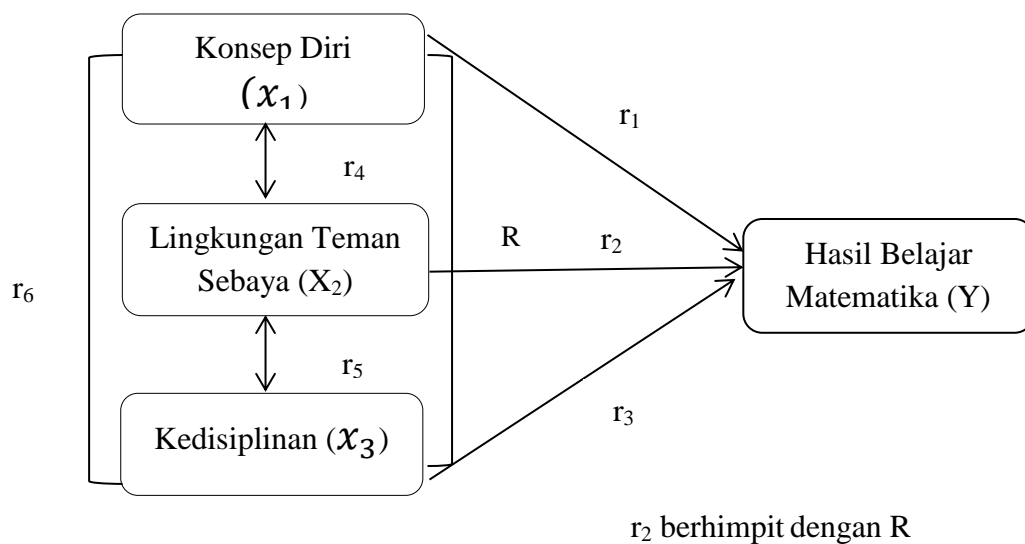 Konsep Diri
(x₁)
r₁
r₄
Lingkungan Teman
Sebaya (X₂)
R
r₂
Hasil Belajar
Matematika (Y)
r₆
r₅
r₃
Kedisiplinan (x₃)
r₂ berhimpit dengan R